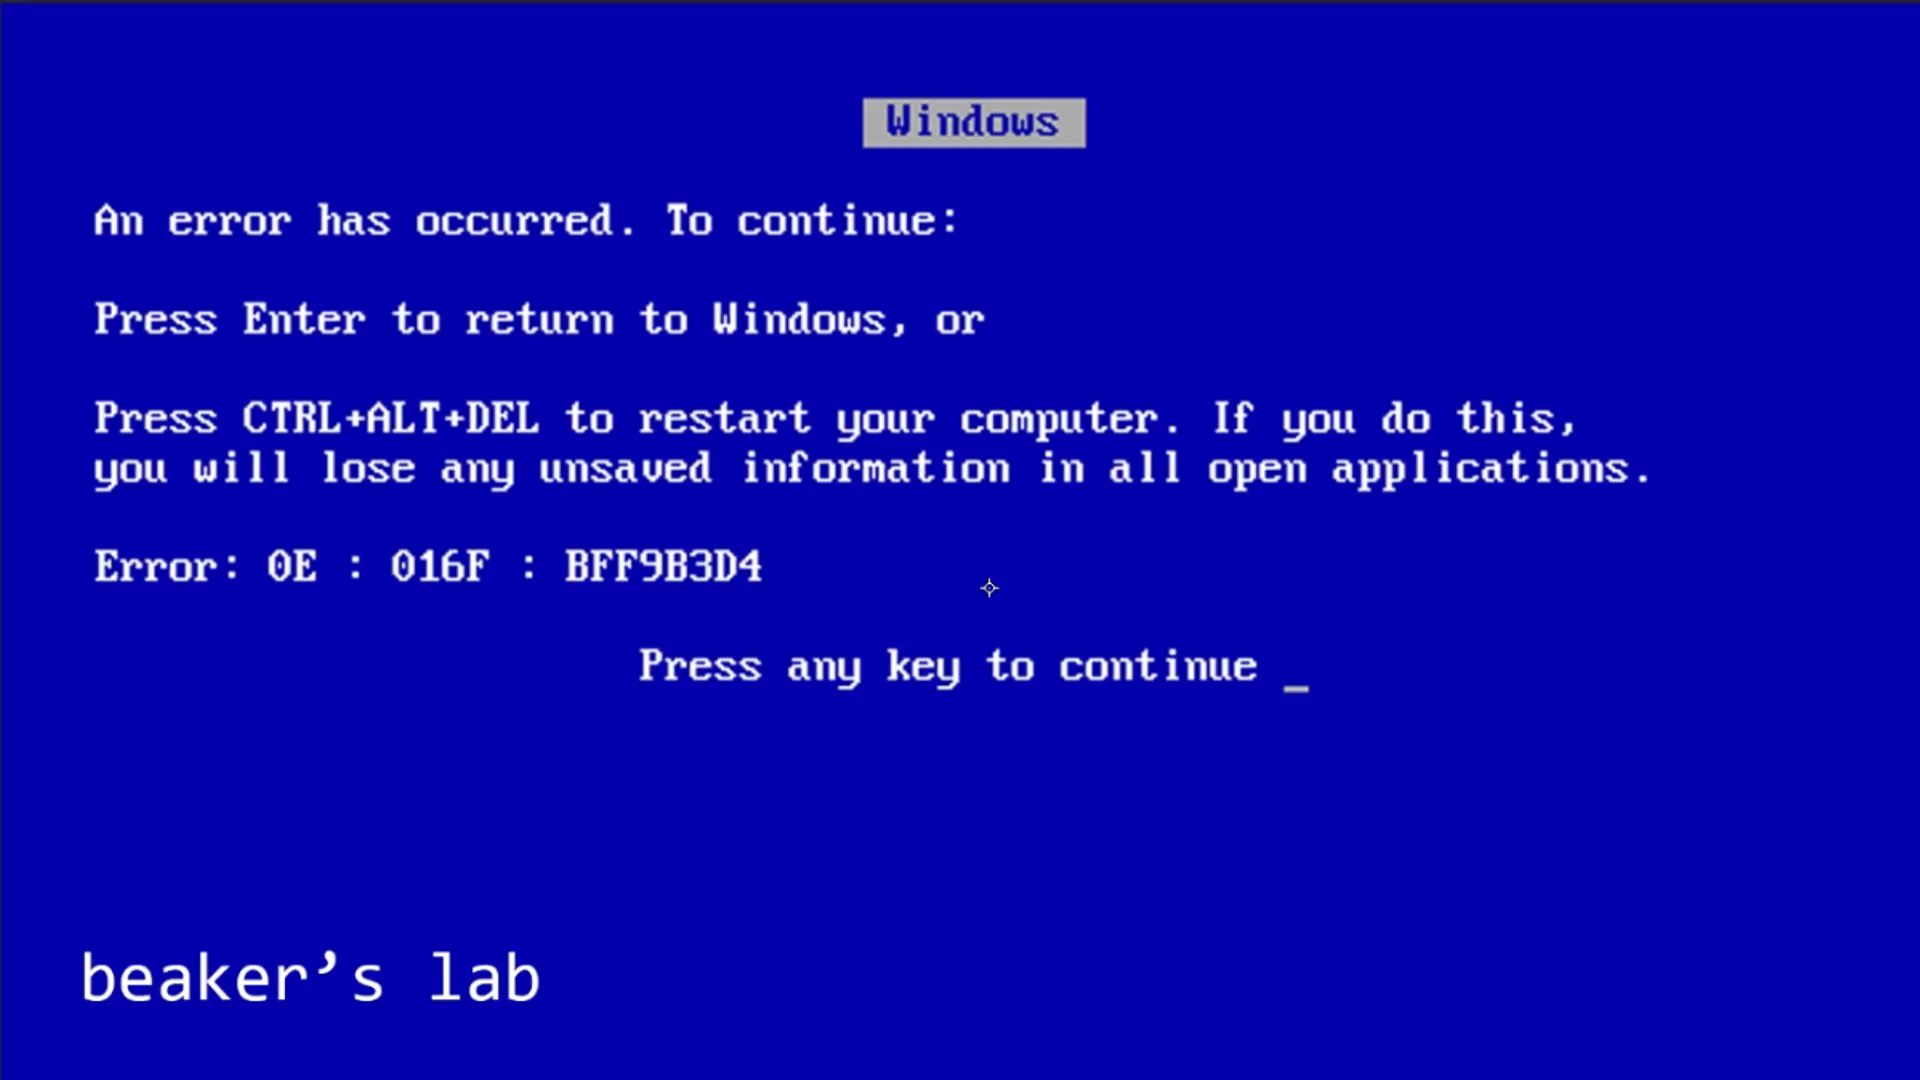 Windows
An error has occurred. To continue:
Press Enter to return to Windows, or
Press CTRL+ALT+DEL to restart your computer. If you do this,
you will lose any unsaved information in all open applications.
Error: 0E : 016F : BFF9B3D4
Press any key to continue _
beaker’s lab